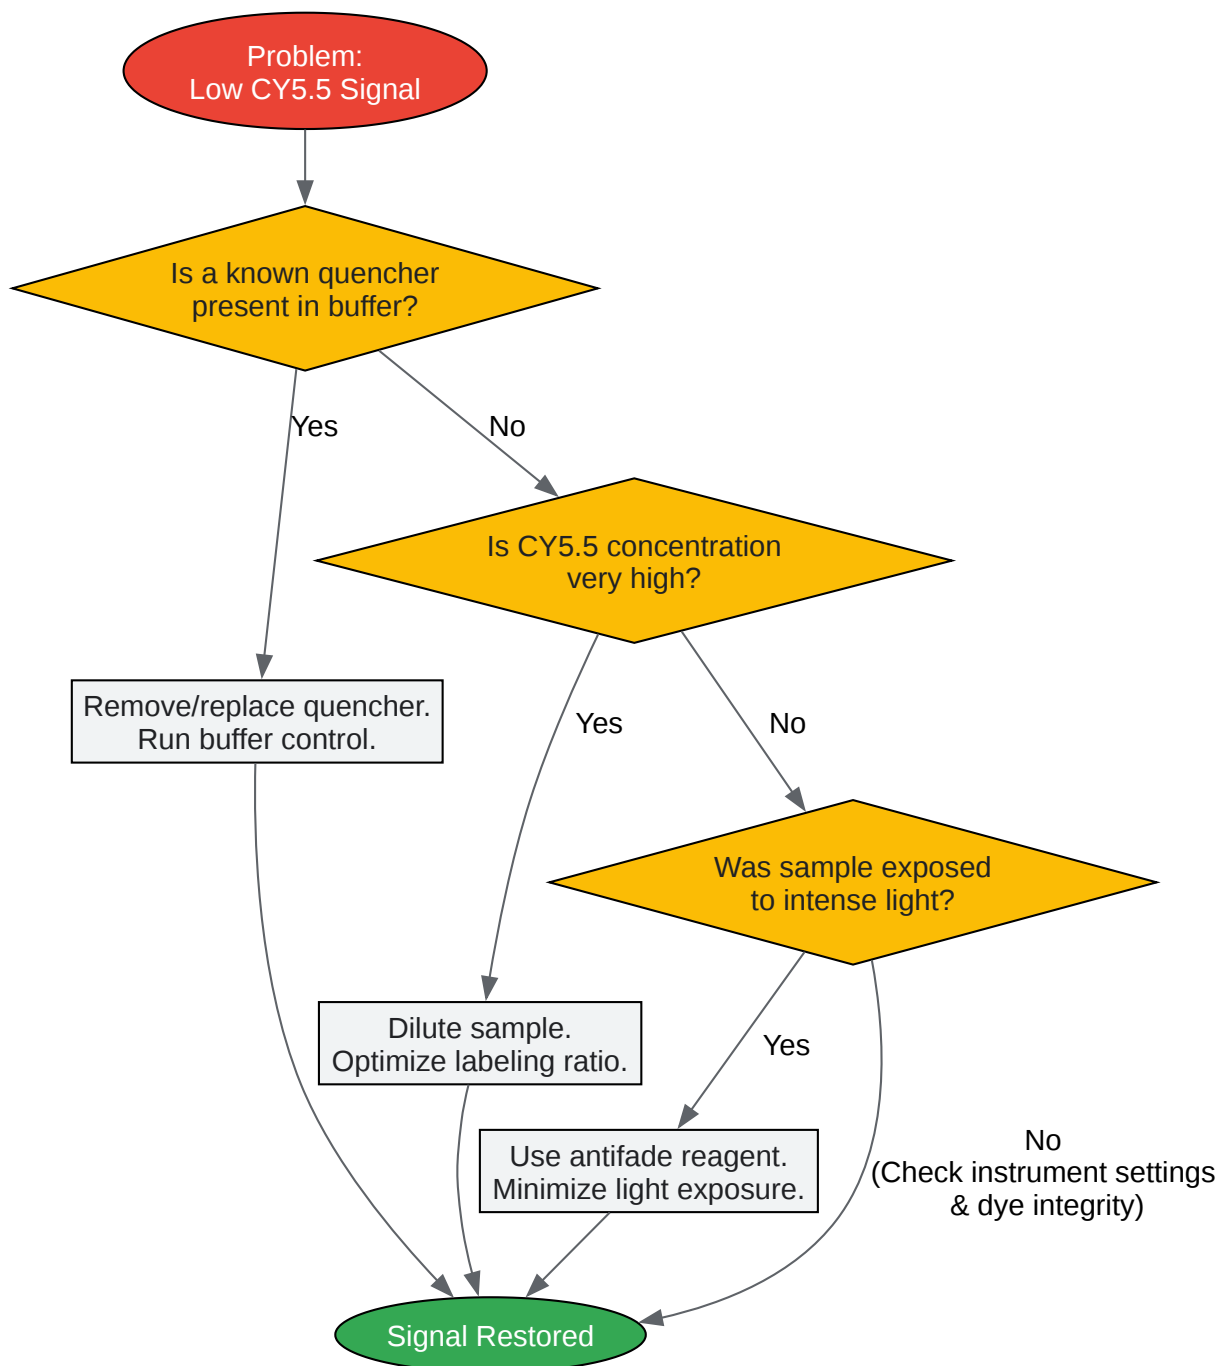 Problem:
Low CY5.5 Signal
Is a known quencher
present in buffer?
Yes
No
Is CY5.5 concentration
very high?
Remove/replace quencher.
Run buffer control.
Yes
No
Was sample exposed
to intense light?
Dilute sample.
Optimize labeling ratio.
Yes
Use antifade reagent.
Minimize light exposure.
No
(Check instrument settings
& dye integrity)
Signal Restored